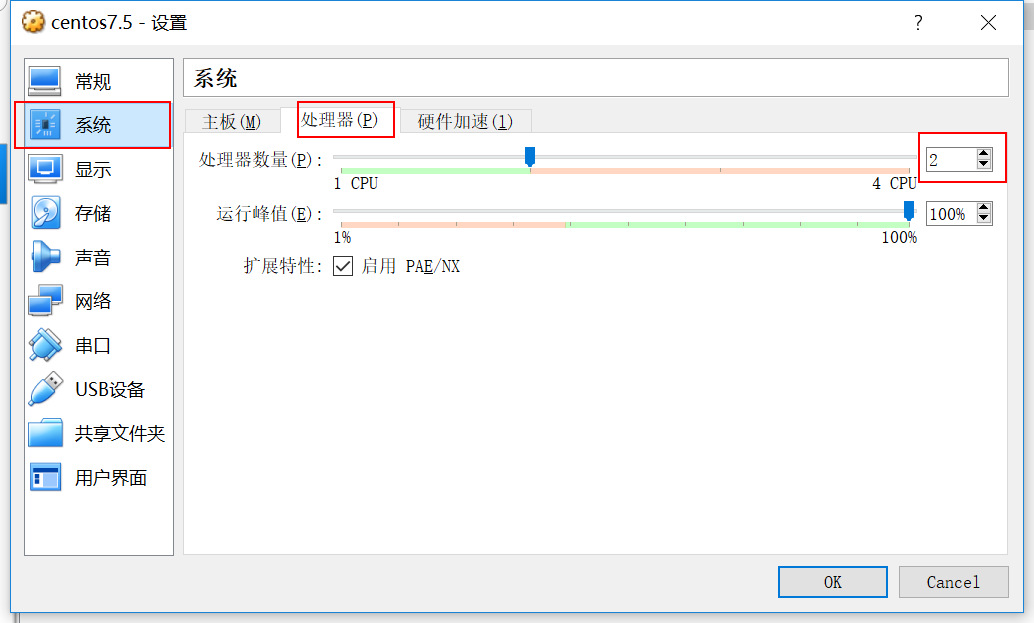 centos7.5 - 设置
?
常规
系统
显示
存储
声音
网络
串口
USB设备
共享文件夹
用户界面
系统
主板(M) 处理器(P) 硬件加速(l)
处理器数量(P): 2
1 CPU 4 CPU
运行峰值(E): 100%
1% 100%
扩展特性: 启用 PAE/NX
OK Cancel